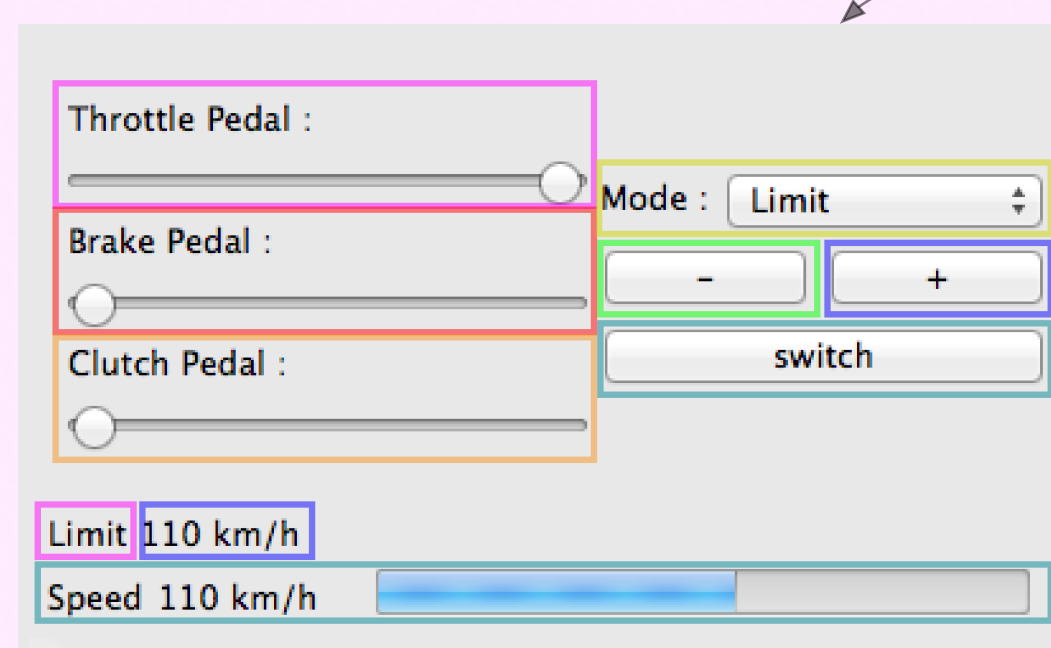 Throttle Pedal :
Brake Pedal :
Clutch Pedal :
Mode : Limit
- +
switch
Limit 110 km/h
Speed 110 km/h